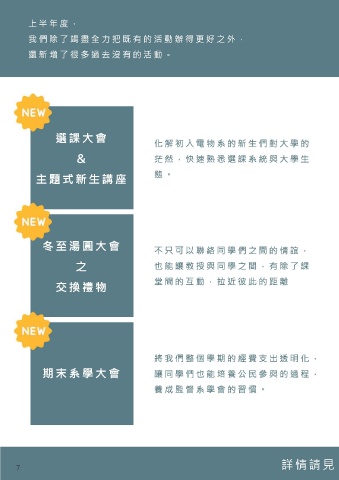 上半年度，
我們除了竭盡全力把既有的活動辦得更好之外，
還新增了很多過去沒有的活動。
NEW
選課大會
&
主題式新生講座
化解初入電物系的新生們對大學的
茫然，快速熟悉選課系統與大學生
態。
NEW
冬至湯圓大會
之
交換禮物
不只可以聯絡同學們之間的情誼，
也能讓教授與同學之間，有除了課
堂間的互動，拉近彼此的距離
NEW
期末系學大會
將我們整個學期的經費支出透明化，
讓同學們也能培養公民參與的過程，
養成監督系學會的習慣。
7
詳情請見